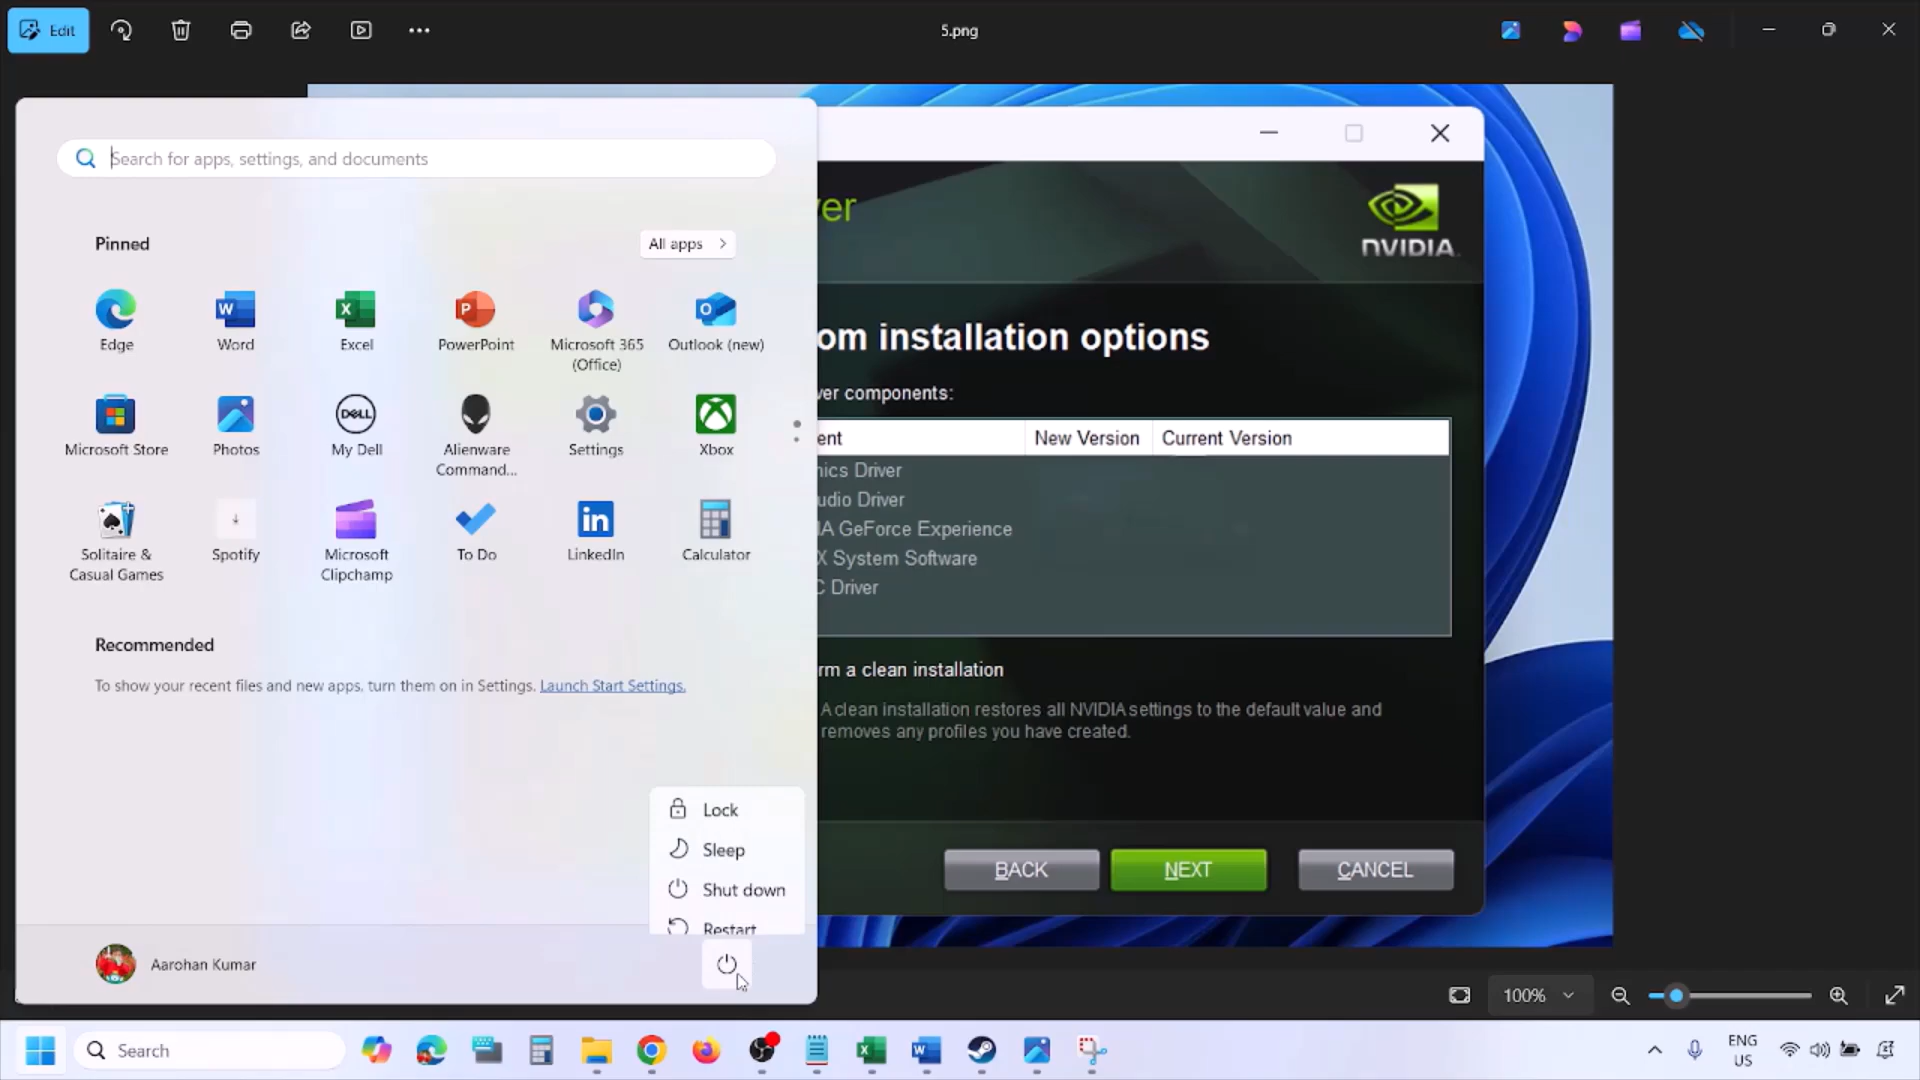 Edit
5.png
Search for apps, settings, and documents
Pinned
All apps
Edge
Word
Excel
PowerPoint
Microsoft 365
(Office)
Outlook (new)
Microsoft Store
Photos
My Dell
Alienware
Command...
Settings
Xbox
Solitaire &
Casual Games
Spotify
Microsoft
Clipchamp
To Do
LinkedIn
Calculator
Recommended
To show your recent files and new apps, turn them on in Settings. Launch Start Settings.
Lock
Sleep
Shut down
Restart
Aarohan Kumar
ver
NVIDIA.
om installation options
ver components:
ent
New Version
Current Version
nics Driver
udio Driver
IA GeForce Experience
X System Software
C Driver
rm a clean installation
A clean installation restores all NVIDIA settings to the default value and
removes any profiles you have created.
BACK
NEXT
CANCEL
100%
Search
ENG
US